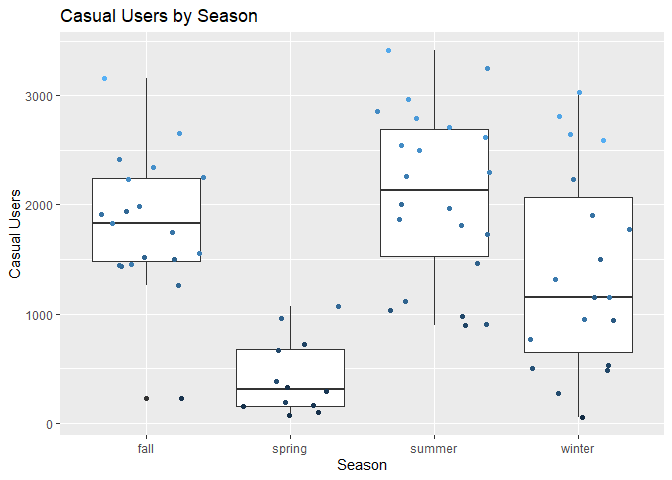 Casual Users by Season
Casual Users
3000
2000
1000
0
fall spring summer winter
Season